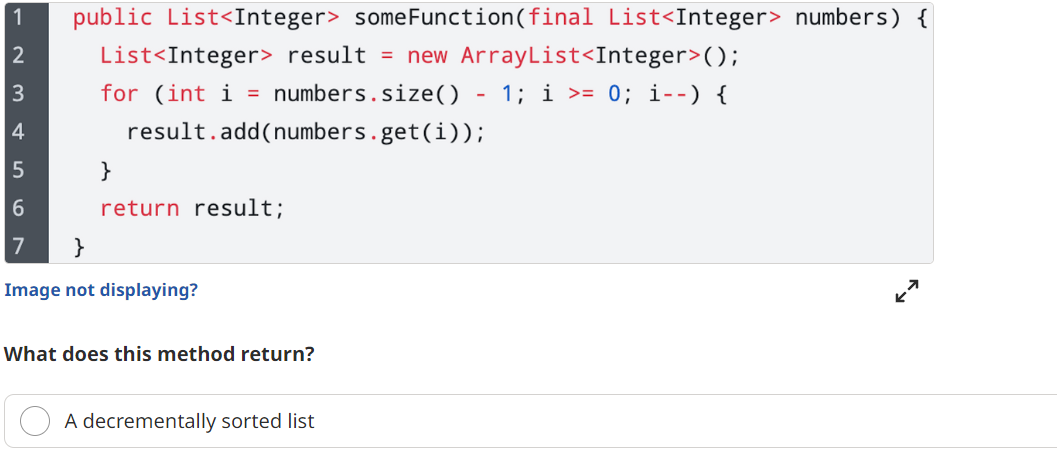 1 public List<Integer> someFunction(final List<Integer> numbers) {
2 List<Integer> result = new ArrayList<Integer>();
3 for (int i = numbers.size() - 1; i >= 0; i--) {
4 result.add(numbers.get(i));
5 }
6 return result;
7 }
Image not displaying?
What does this method return?
A decrementally sorted list